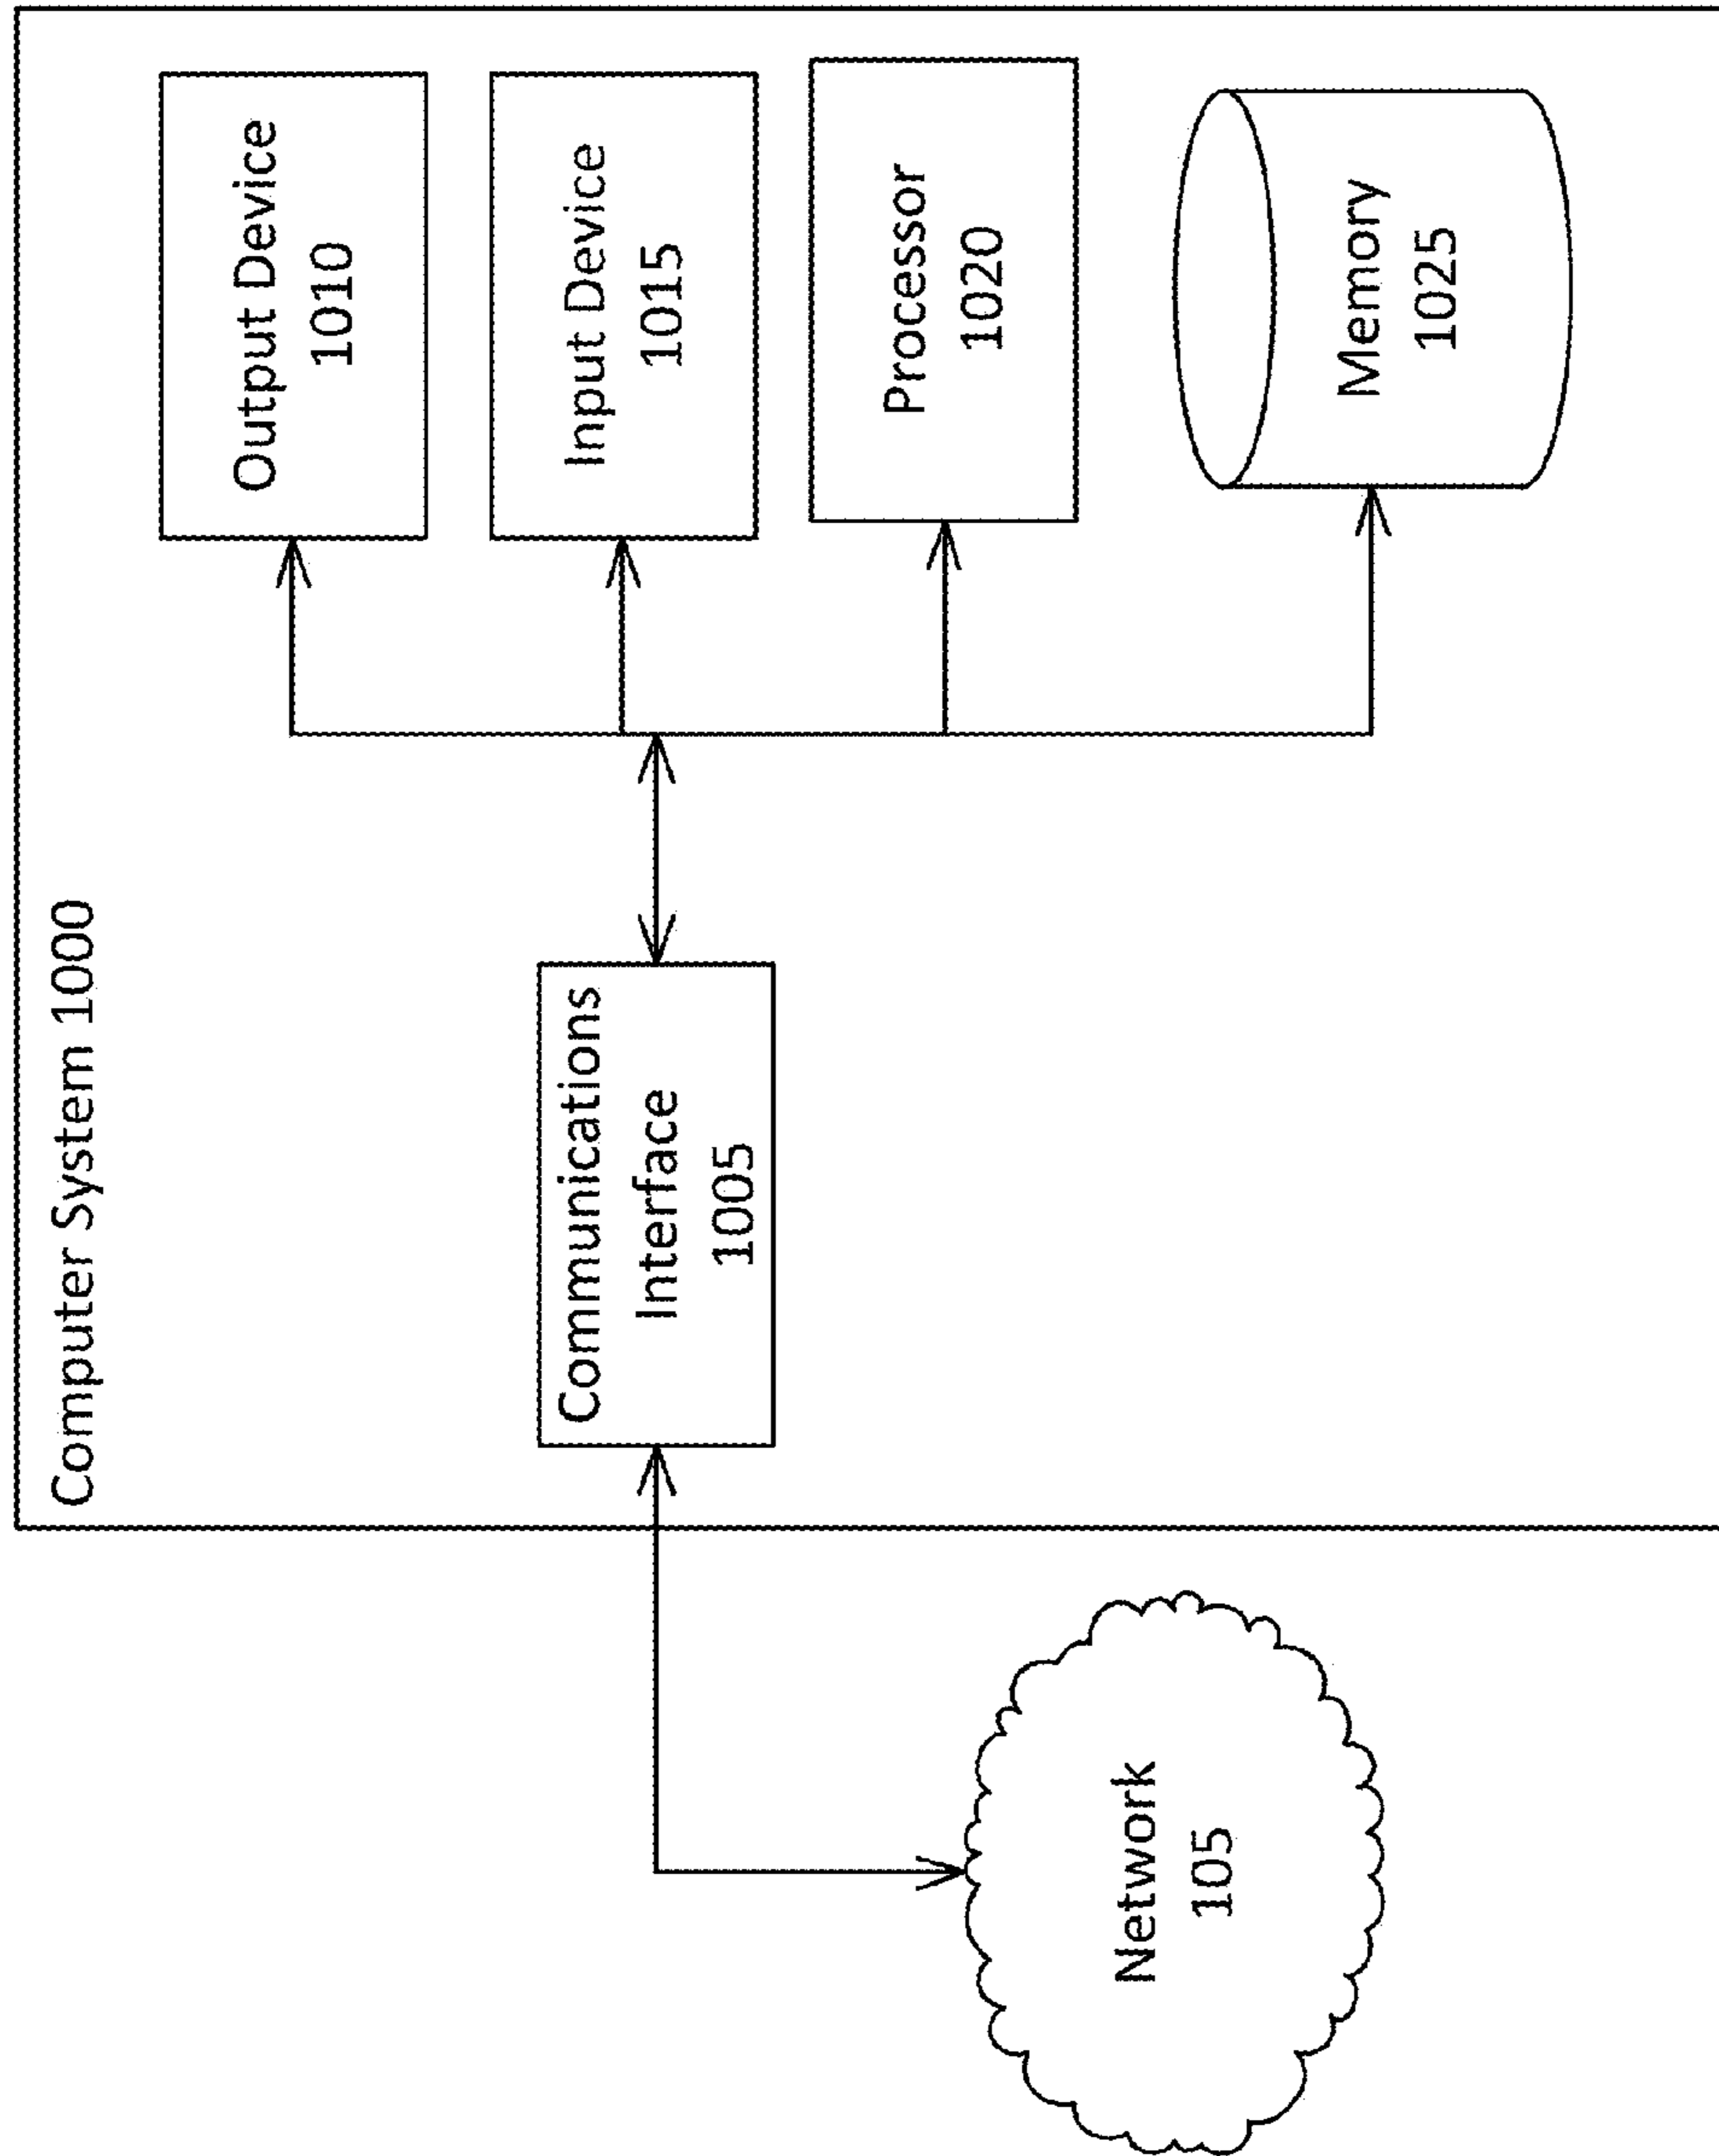 Computer System 1000
Output Device
1010
Input Device
1015
Communications
Interface
1005
Processor
1020
Memory
1025
Network
105